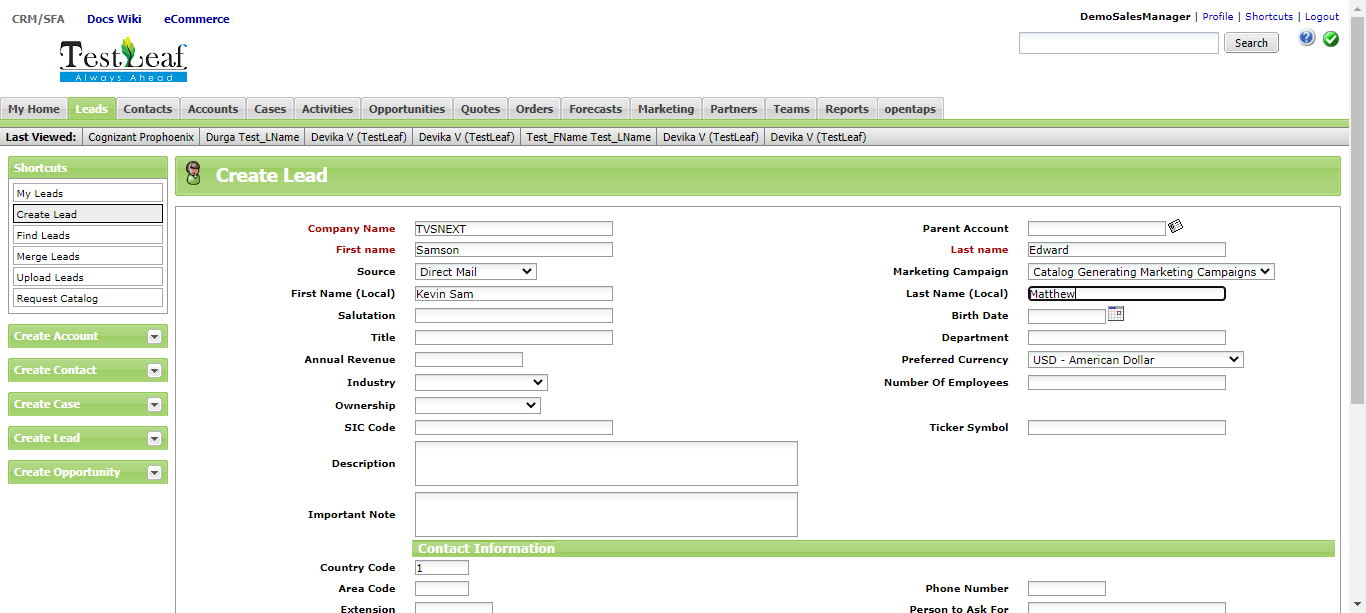 CRM/SFA Docs Wiki eCommerce
DemoSalesManager | Profile | Shortcuts | Logout
TestLeaf
Always Ahead
Search
My Home Leads Contacts Accounts Cases Activities Opportunities Quotes Orders Forecasts Marketing Partners Teams Reports opentaps
Last Viewed: Cognizant Prophoenix Durga Test_LName Devika V (TestLeaf) Devika V (TestLeaf) Test_FName Test_LName Devika V (TestLeaf) Devika V (TestLeaf)
Shortcuts
My Leads
Create Lead
Find Leads
Merge Leads
Upload Leads
Request Catalog
Create Account
Create Contact
Create Case
Create Lead
Create Opportunity
Create Lead
Company Name TVSNEXT Parent Account
First name Samson Last name Edward
Source Direct Mail Marketing Campaign Catalog Generating Marketing Campaigns
First Name (Local) Kevin Sam Last Name (Local) Matthew
Salutation Birth Date
Title Department
Annual Revenue Preferred Currency USD - American Dollar
Industry Number Of Employees
Ownership
SIC Code Ticker Symbol
Description
Important Note
Contact Information
Country Code 1
Area Code Phone Number
Extension Person to Ask For